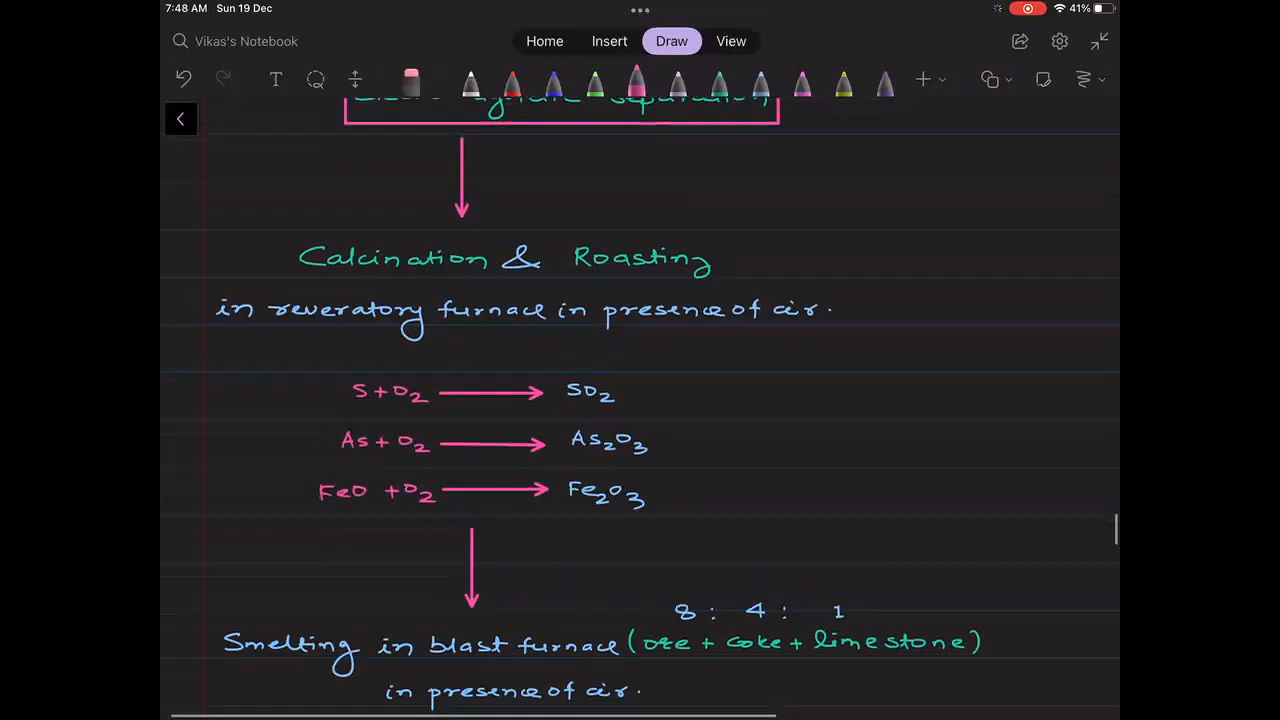 7:48 AM Sun 19 Dec
41%
Vikas's Notebook
Home Insert Draw View
T
separation
Calcination & Roasting
in reveratory furnace in presence of air.
S + O₂ ⟶ SO₂
As + O₂ ⟶ As₂O₃
FeO + O₂ ⟶ Fe₂O₃
8 : 4 : 1
Smelting in blast furnace (ore + coke + limestone)
in presence of air.